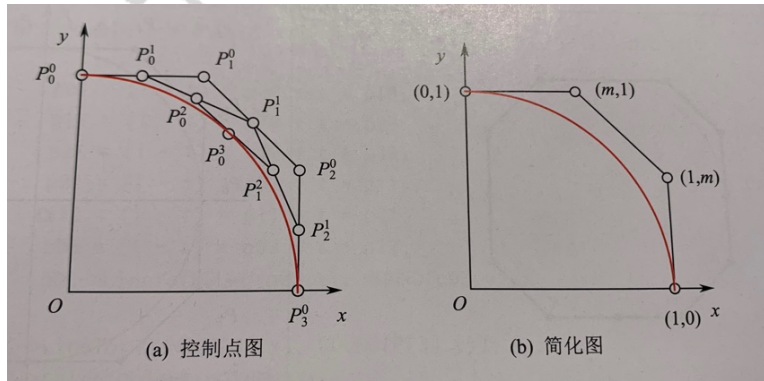 y
P₀⁰
P₀¹
P₁⁰
P₀²
P₁¹
P₀³
P₁²
P₂⁰
P₂¹
O
P₃⁰
x
(a) 控制点图
y
(0,1)
(m,1)
(1,m)
O
(1,0)
x
(b) 简化图